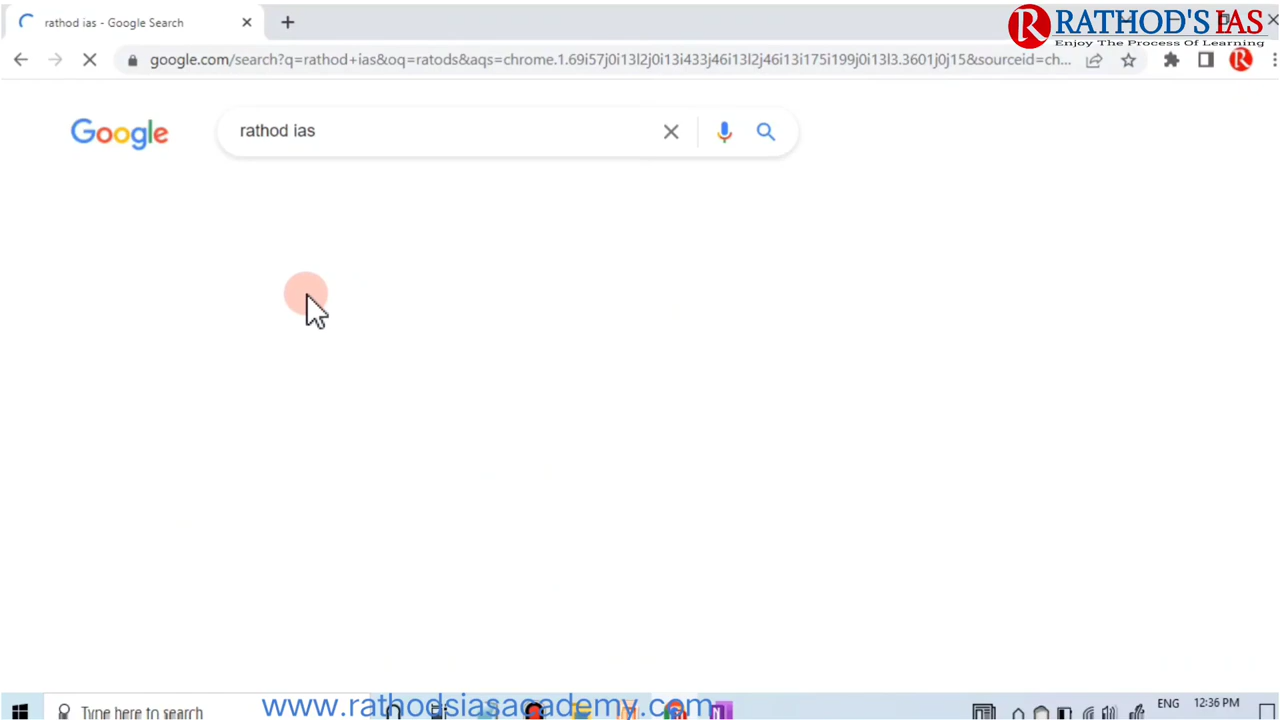 rathod ias - Google Search
RATHOD'S IAS
Enjoy The Process Of Learning
google.com/search?q=rathod+ias&oq=ratods&aqs=chrome.1.69i57j0i13l2j0i13i433j46i13l2j46i13i175i199j0i13l3.3601j0j15&sourceid=ch...
R
Google
rathod ias
Type here to search
www.rathodsiasacademy.com
ENG
12:36 PM